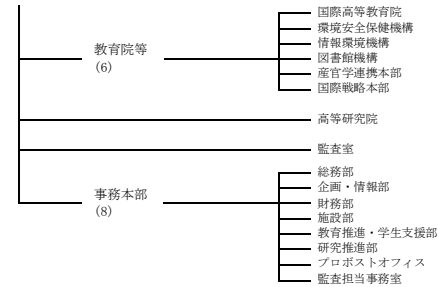 国際高等教育院
環境安全保健機構
教育院等
(6)
情報環境機構
図書館機構
産官学連携本部
国際戦略本部
高等研究院
監査室
事務本部
(8)
総務部
企画・情報部
財務部
施設部
教育推進・学生支援部
研究推進部
プロボストオフィス
監査担当事務室